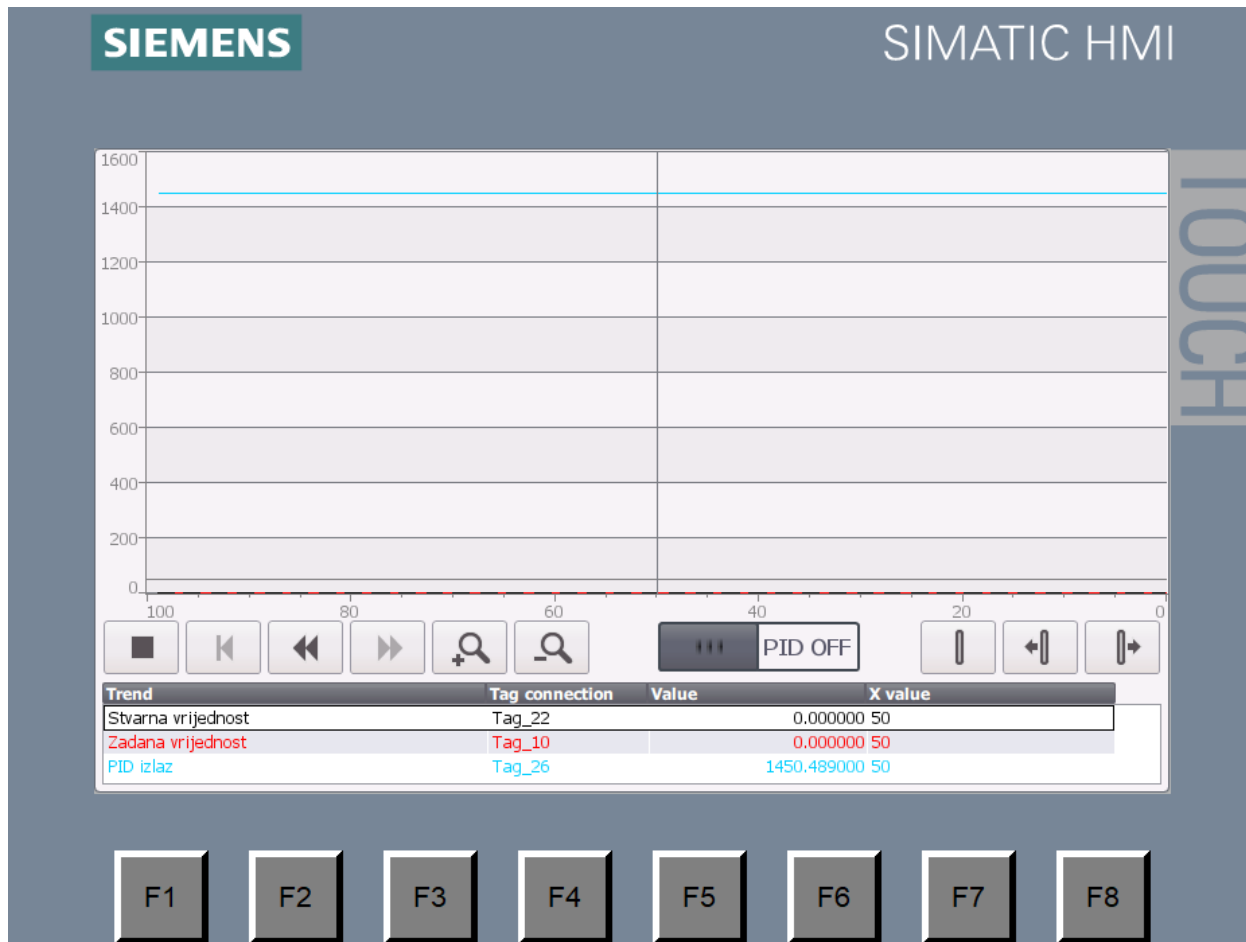 SIEMENS
SIMATIC HMI
TOUCH
1600
1400
1200
1000
800
600
400
200
0
100 80 60 40 20 0
PID OFF
Trend Tag connection Value X value
Stvarna vrijednost Tag_22 0.000000 50
Zadana vrijednost Tag_10 0.000000 50
PID izlaz Tag_26 1450.489000 50
F1 F2 F3 F4 F5 F6 F7 F8